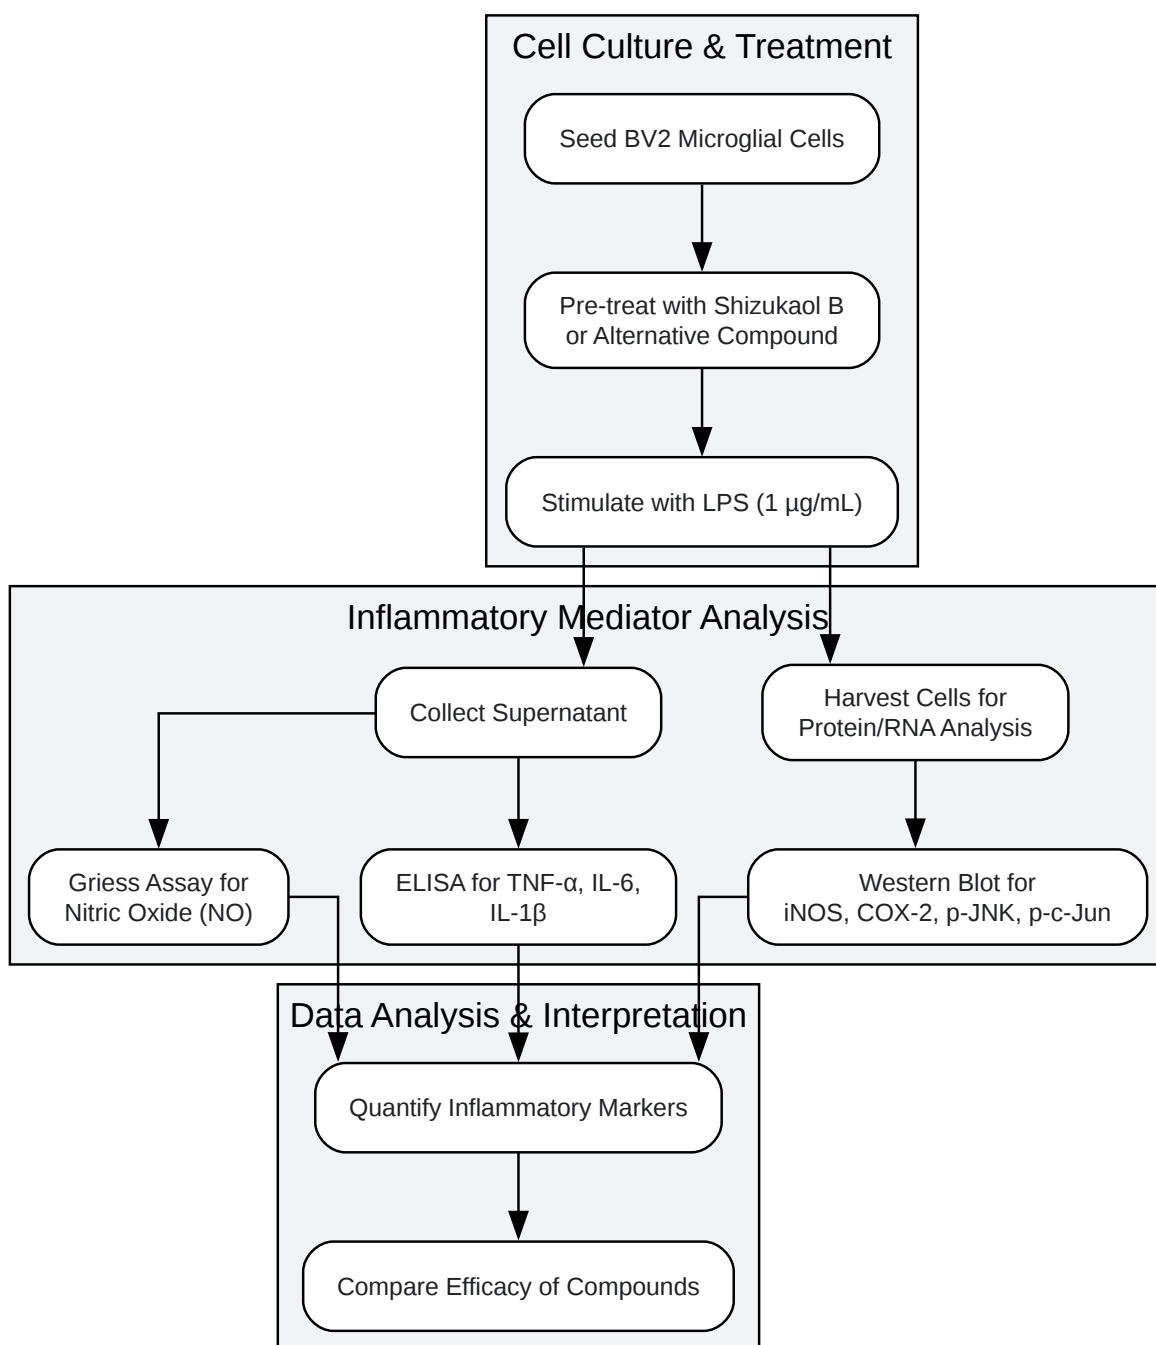 Cell Culture & Treatment
Seed BV2 Microglial Cells
Pre-treat with Shizukaol B
or Alternative Compound
Stimulate with LPS (1 µg/mL)
Inflammatory Mediator Analysis
Collect Supernatant
Harvest Cells for
Protein/RNA Analysis
Griess Assay for
Nitric Oxide (NO)
ELISA for TNF-α, IL-6,
IL-1β
Western Blot for
iNOS, COX-2, p-JNK, p-c-Jun
Data Analysis & Interpretation
Quantify Inflammatory Markers
Compare Efficacy of Compounds